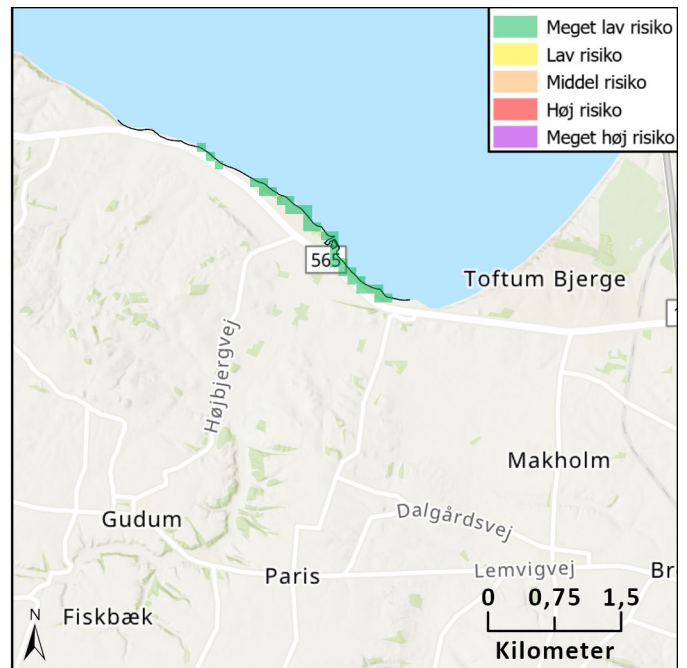 Meget lav risiko
Lav risiko
Middel risiko
Høj risiko
Meget høj risiko
565
Toftum Bjerge
1
Højbjergvej
Makholm
Gudum
Dalgårdsvej
Paris
Lemvigvej
Br
Fiskbæk
N
0 0,75 1,5
Kilometer